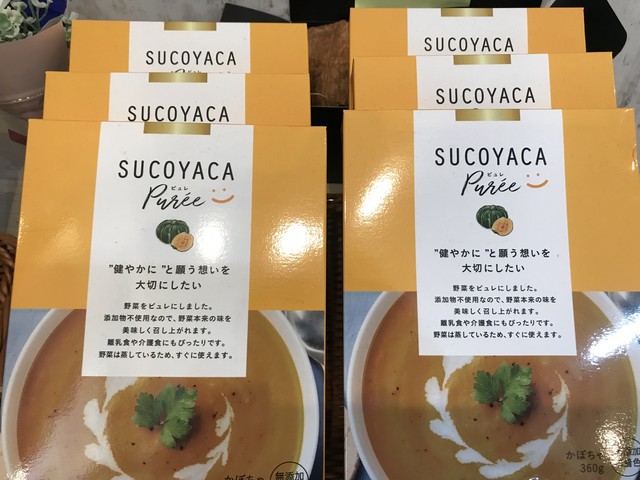 SUCOYACA
SUCOYACA
SUCOYACA
ピュレ
Purée
"健やかに "と願う想いを
大切にしたい
野菜をピュレにしました。
添加物不使用なので、野菜本来の味を
美味しく召し上がれます。
離乳食や介護食にもぴったりです。
野菜は蒸しているため、すぐに使えます。
かぼちゃ
無添加
SUCOYACA
SUCOYACA
SUCOYACA
ピュレ
Purée
"健やかに "と願う想いを
大切にしたい
野菜をピュレにしました。
添加物不使用なので、野菜本来の味を
美味しく召し上がれます。
離乳食や介護食にもぴったりです。
野菜は蒸しているため、すぐに使えます。
かぼちゃ
360g